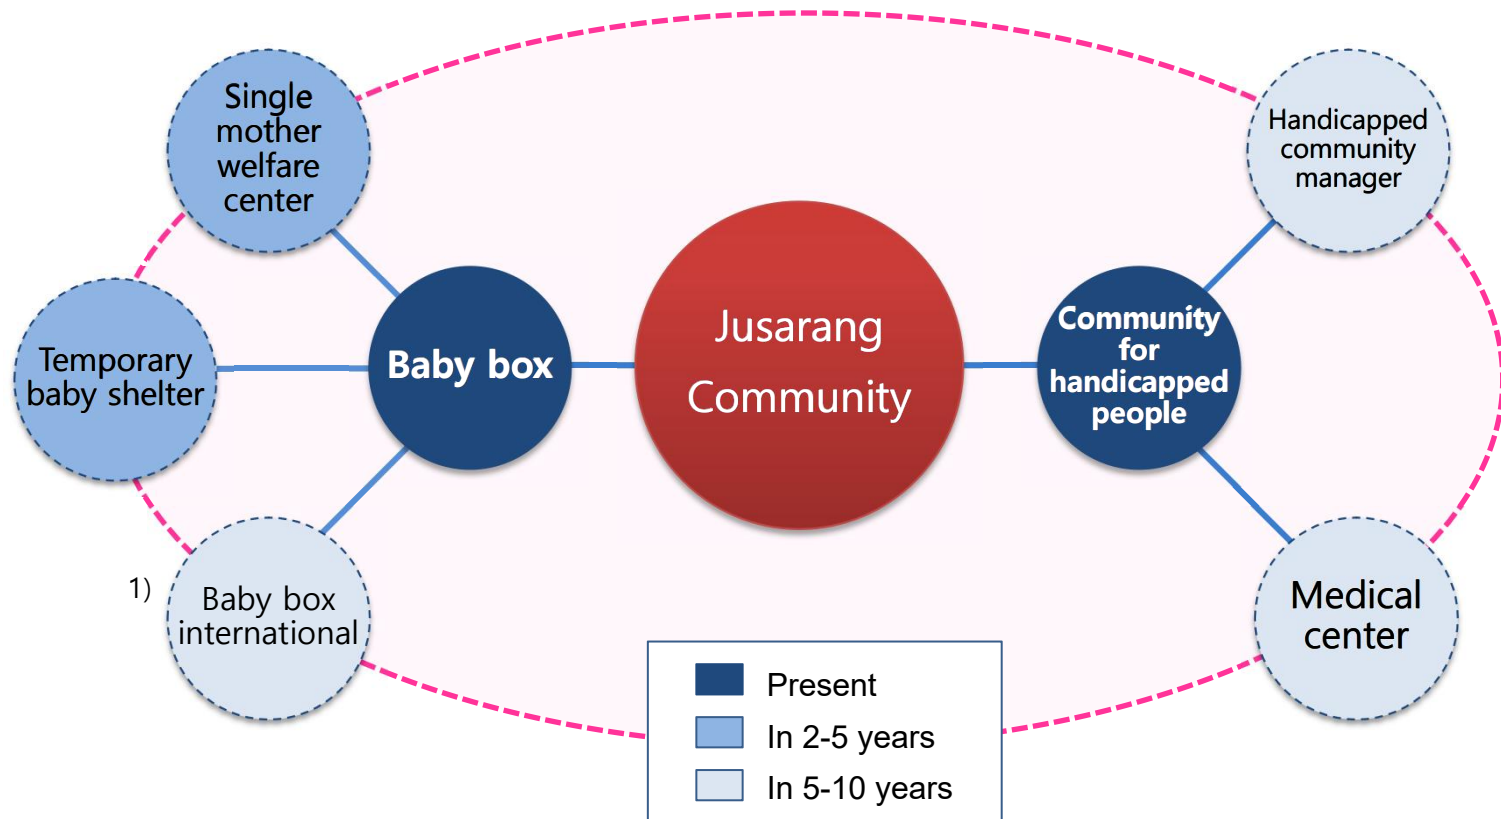 Single
mother
welfare
center
Handicapped
community
manager
Temporary
baby shelter
Baby box
Jusarang
Community
Community
for
handicapped
people
1)
Baby box
international
Medical
center
Present
In 2-5 years
In 5-10 years